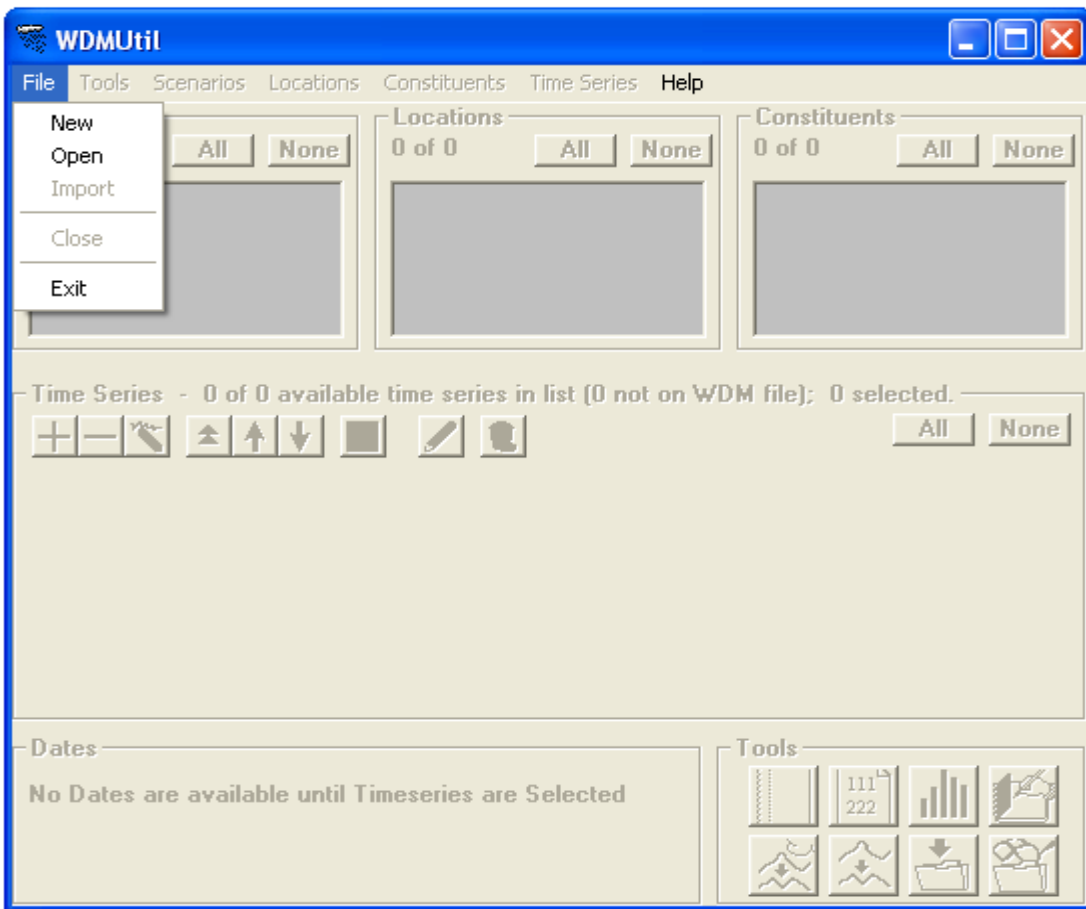 WDMUtil
File Tools Scenarios Locations Constituents Time Series Help
New
Open
Import
Close
Exit
All None
Locations
0 of 0 All None
Constituents
0 of 0 All None
Time Series - 0 of 0 available time series in list (0 not on WDM file); 0 selected.
All None
Dates
No Dates are available until Timeseries are Selected
Tools
111
222